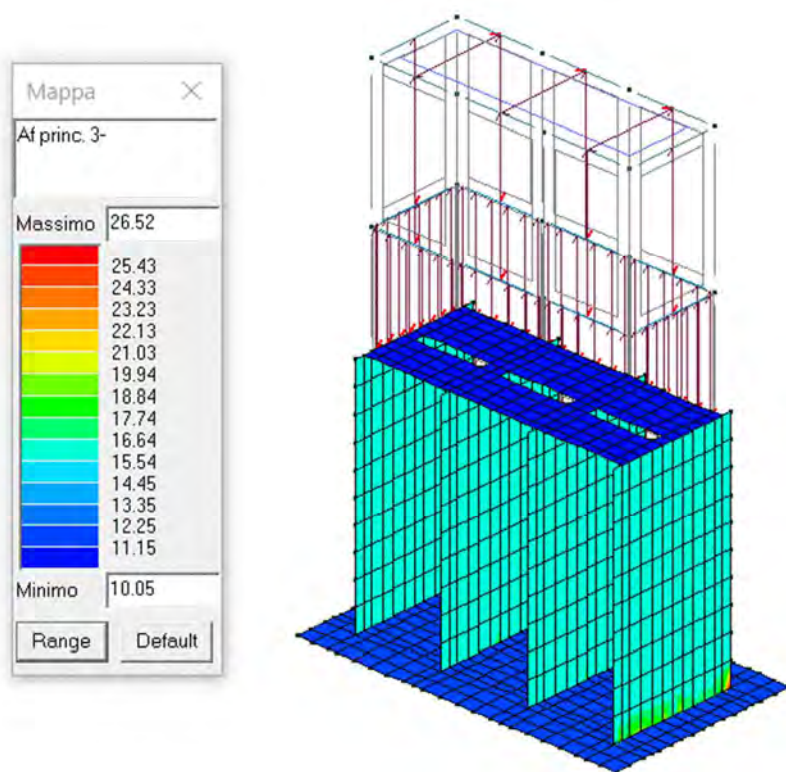 Mappa
Af princ. 3-
Massimo 26.52
25.43
24.33
23.23
22.13
21.03
19.94
18.84
17.74
16.64
15.54
14.45
13.35
12.25
11.15
Minimo 10.05
Range Default